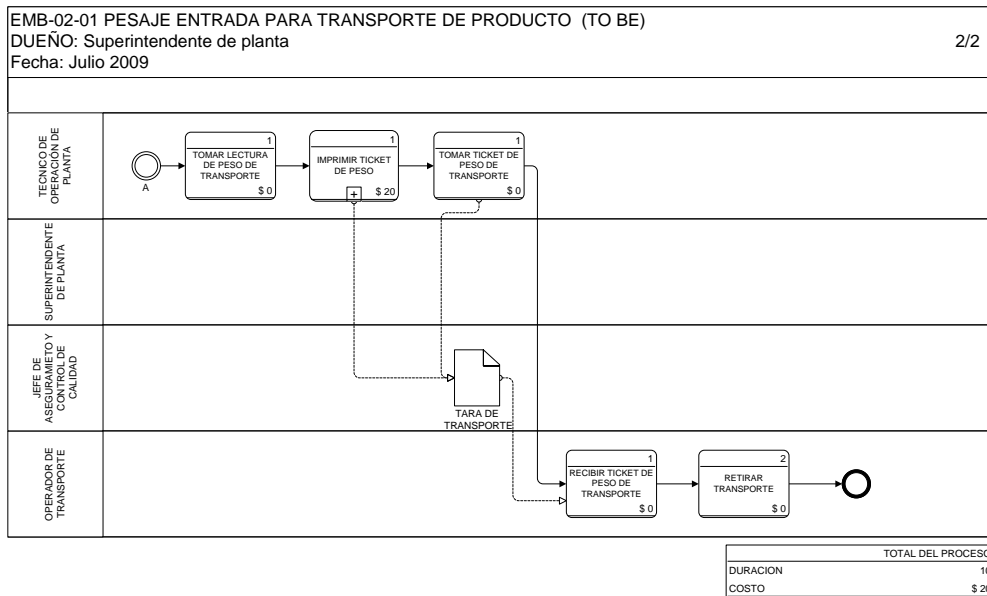 EMB-02-01 PESAJE ENTRADA PARA TRANSPORTE DE PRODUCTO (TO BE)
DUEÑO: Superintendente de planta
2/2
Fecha: Julio 2009
TECNICO DE
OPERACIÓN DE
PLANTA
A
1
TOMAR LECTURA
DE PESO DE
TRANSPORTE
$ 0
1
IMPRIMIR TICKET
DE PESO
+
$ 20
1
TOMAR TICKET DE
PESO DE
TRANSPORTE
$ 0
SUPERINTENDENTE
DE PLANTA
JEFE DE
ASEGURAMIETO Y
CONTROL DE
CALIDAD
TARA DE
TRANSPORTE
OPERADOR DE
TRANSPORTE
1
RECIBIR TICKET DE
PESO DE
TRANSPORTE
$ 0
2
RETIRAR
TRANSPORTE
$ 0
TOTAL DEL PROCESO
DURACION
COSTO